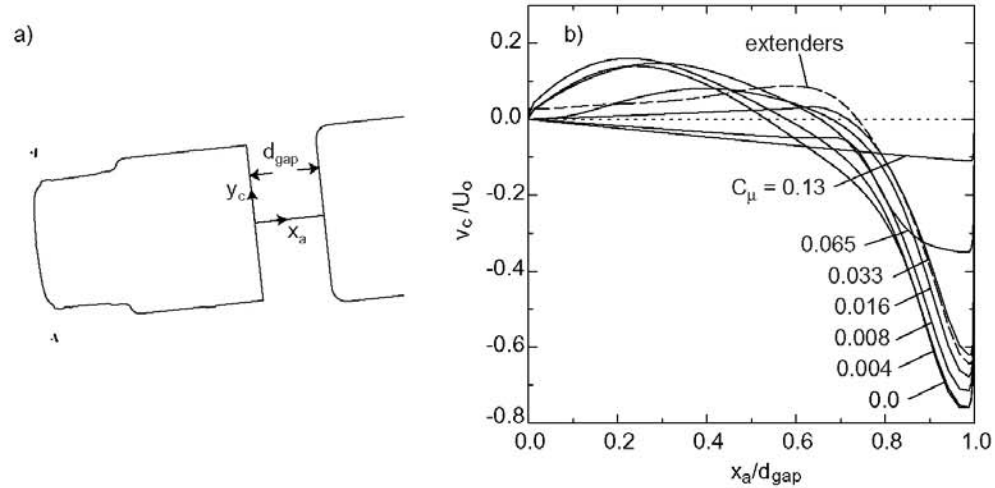 a)
d_gap
y_c
x_a
b)
extenders
C_μ = 0.13
0.065
0.033
0.016
0.008
0.004
0.0
0.2
0.0
-0.2
-0.4
-0.6
-0.8
v_c/U_o
0.0 0.2 0.4 0.6 0.8 1.0
x_a/d_gap